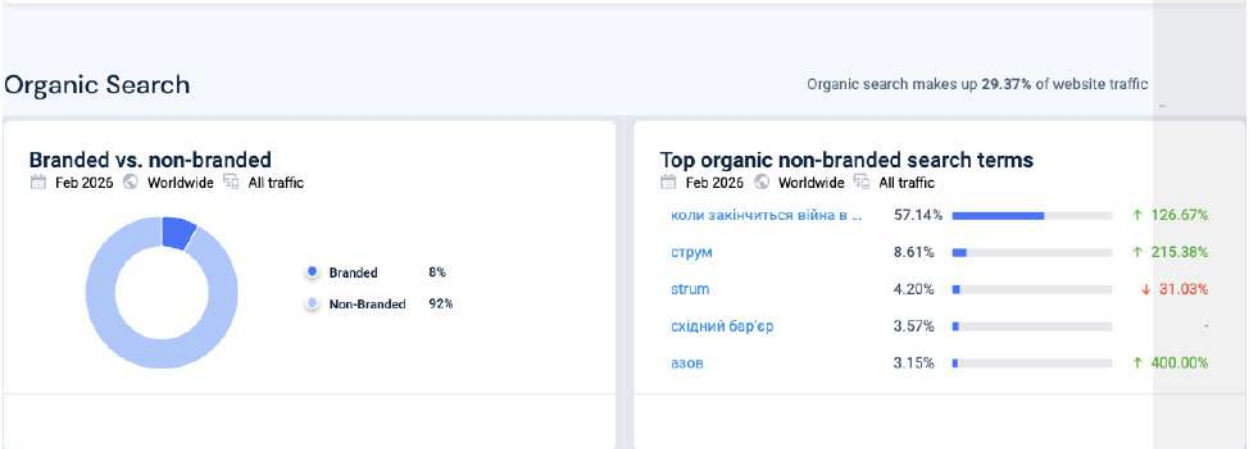 Organic Search
Organic search makes up 29.37% of website traffic
Branded vs. non-branded
Feb 2026 Worldwide All traffic
Branded 8%
Non-Branded 92%
Top organic non-branded search terms
Feb 2026 Worldwide All traffic
коли закінчиться війна в ... 57.14% ↑ 126.67%
струм 8.61% ↑ 215.38%
strum 4.20% ↓ 31.03%
східний бар'єр 3.57% -
азов 3.15% ↑ 400.00%